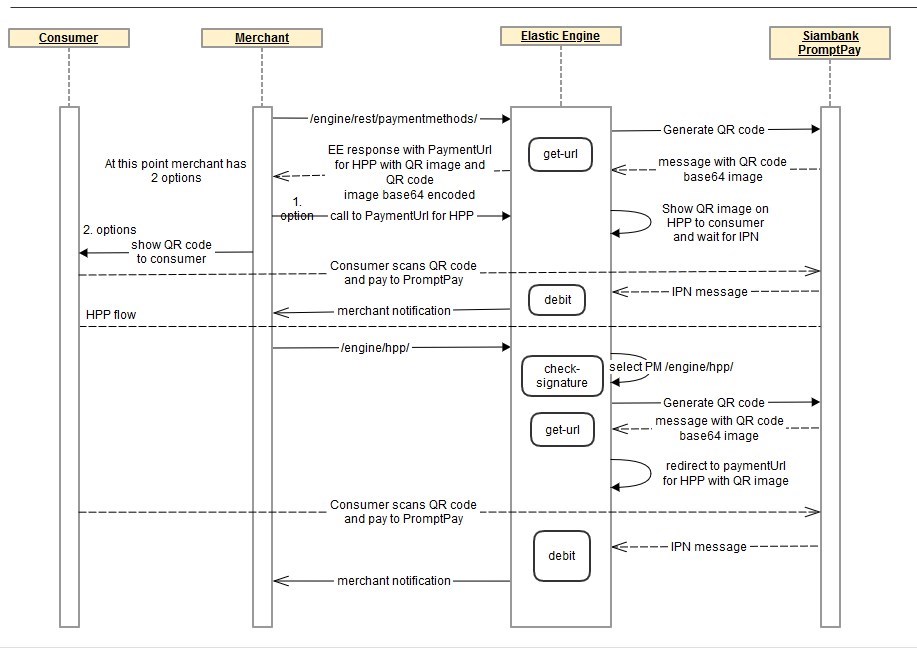 Consumer
Merchant
Elastic Engine
Siambank
PromptPay
/engine/rest/paymentmethods/
Generate QR code
get-url
EE response with PaymentUrl
for HPP with QR image and
QR code
image base64 encoded
At this point merchant has
2 options
message with QR code
base64 image
1.
option
call to PaymentUrl for HPP
Show QR image on
HPP to consumer
and wait for IPN
2. options
show QR code
to consumer
Consumer scans QR code
and pay to PromptPay
IPN message
debit
merchant notification
HPP flow
/engine/hpp/
check-
signature
select PM /engine/hpp/
Generate QR code
message with QR code
base64 image
get-url
redirect to paymentUrl
for HPP with QR image
Consumer scans QR code
and pay to PromptPay
IPN message
debit
merchant notification